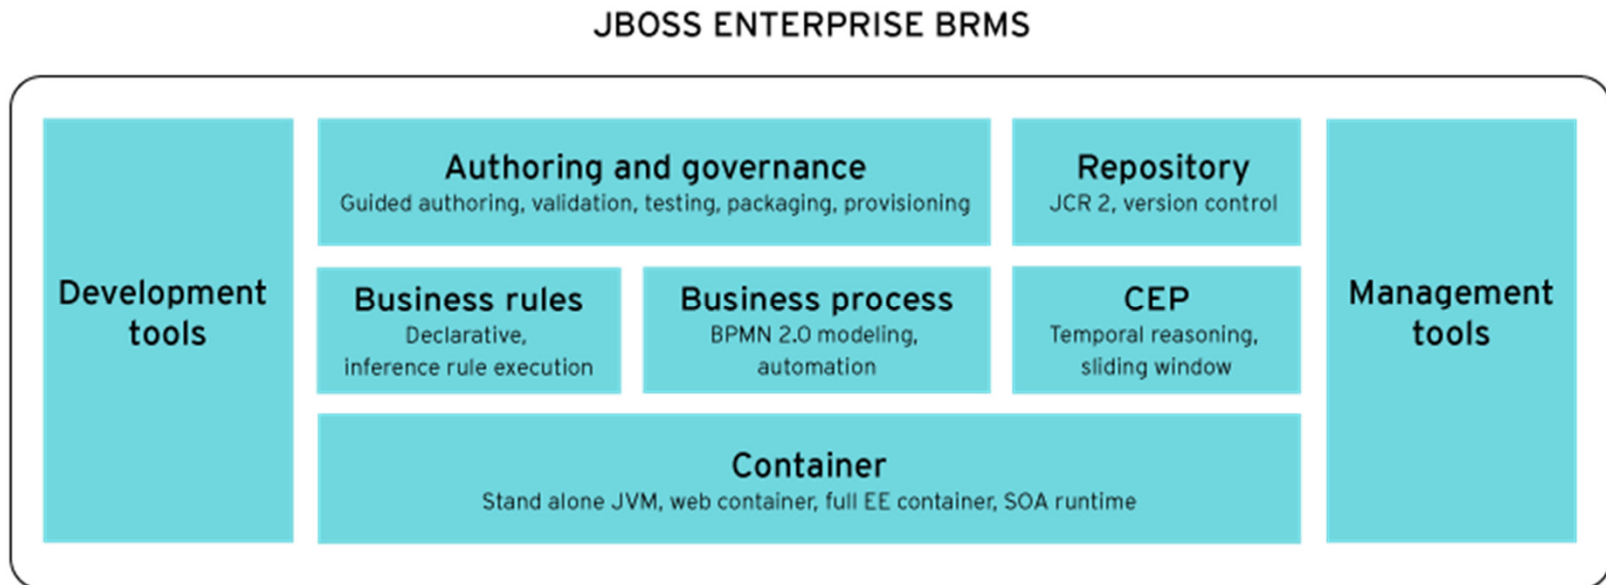 JBOSS ENTERPRISE BRMS
Development
tools
Authoring and governance
Guided authoring, validation, testing, packaging, provisioning
Repository
JCR 2, version control
Business rules
Declarative,
inference rule execution
Business process
BPMN 2.0 modeling,
automation
CEP
Temporal reasoning,
sliding window
Container
Stand alone JVM, web container, full EE container, SOA runtime
Management
tools